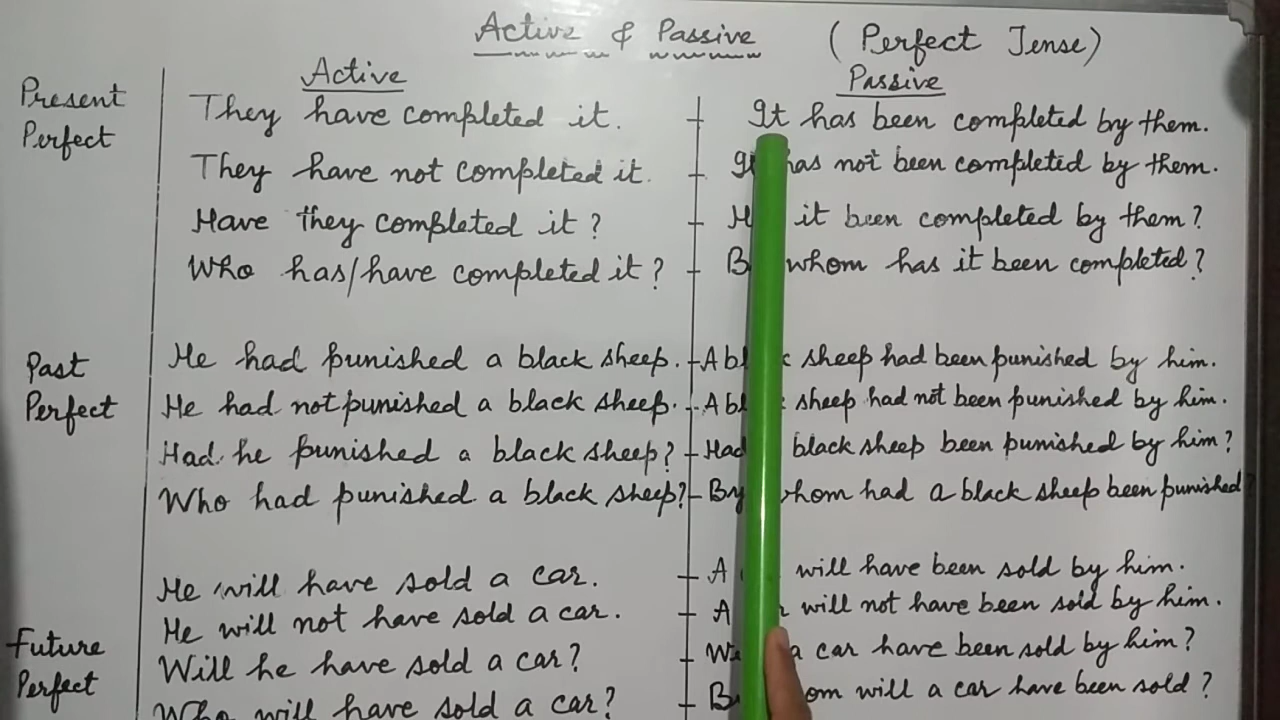 Active & Passive (Perfect Tense)
Active Passive
Present Perfect
They have completed it. - It has been completed by them.
They have not completed it. - has not been completed by them.
Have they completed it? - it been completed by them?
Who has/have completed it? - whom has it been completed?
Past Perfect
He had punished a black sheep. - A sheep had been punished by him.
He had not punished a black sheep. - A sheep had not been punished by him.
Had he punished a black sheep? - Had black sheep been punished by him?
Who had punished a black sheep? - By whom had a black sheep been punished?
Future Perfect
He will have sold a car. - A will have been sold by him.
He will not have sold a car. - A will not have been sold by him.
Will he have sold a car? - a car have been sold by him?
Who will have sold a car? - will a car have been sold?